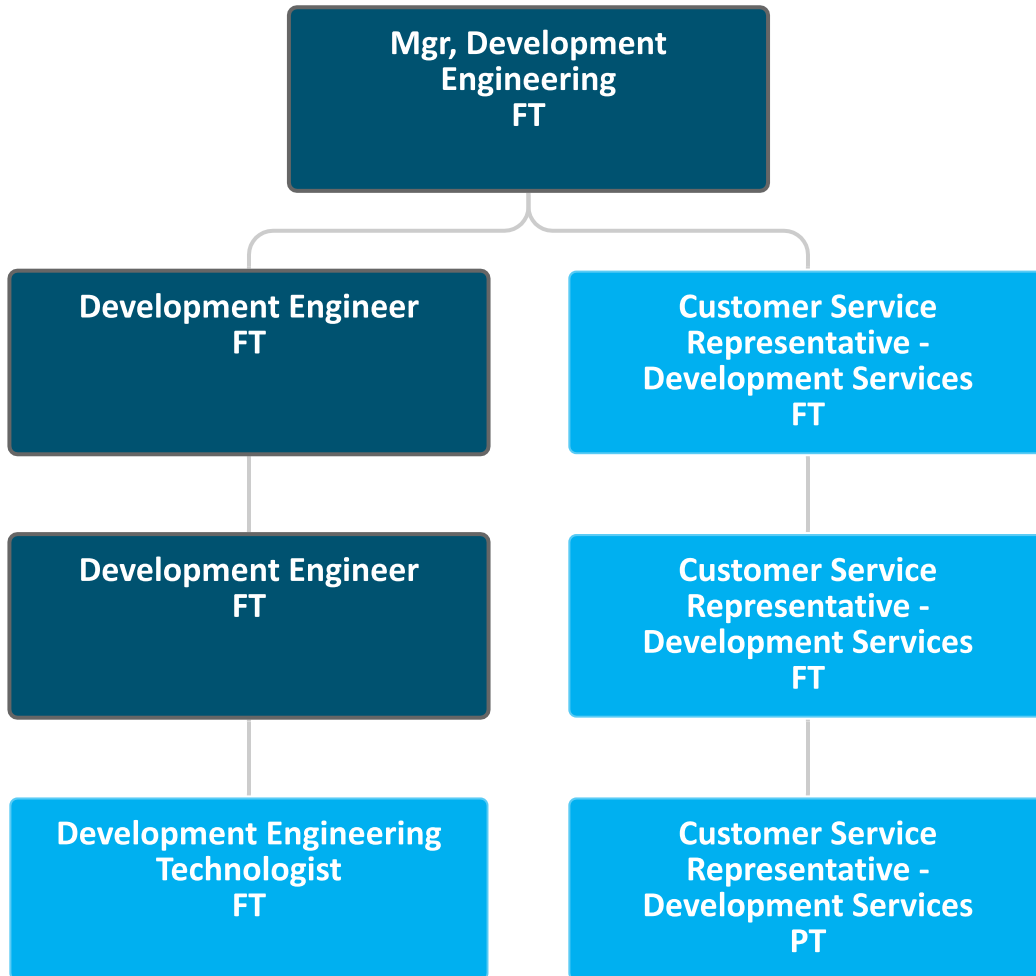 Mgr, Development
Engineering
FT
Development Engineer
FT
Customer Service
Representative -
Development Services
FT
Development Engineer
FT
Customer Service
Representative -
Development Services
FT
Development Engineering
Technologist
FT
Customer Service
Representative -
Development Services
PT